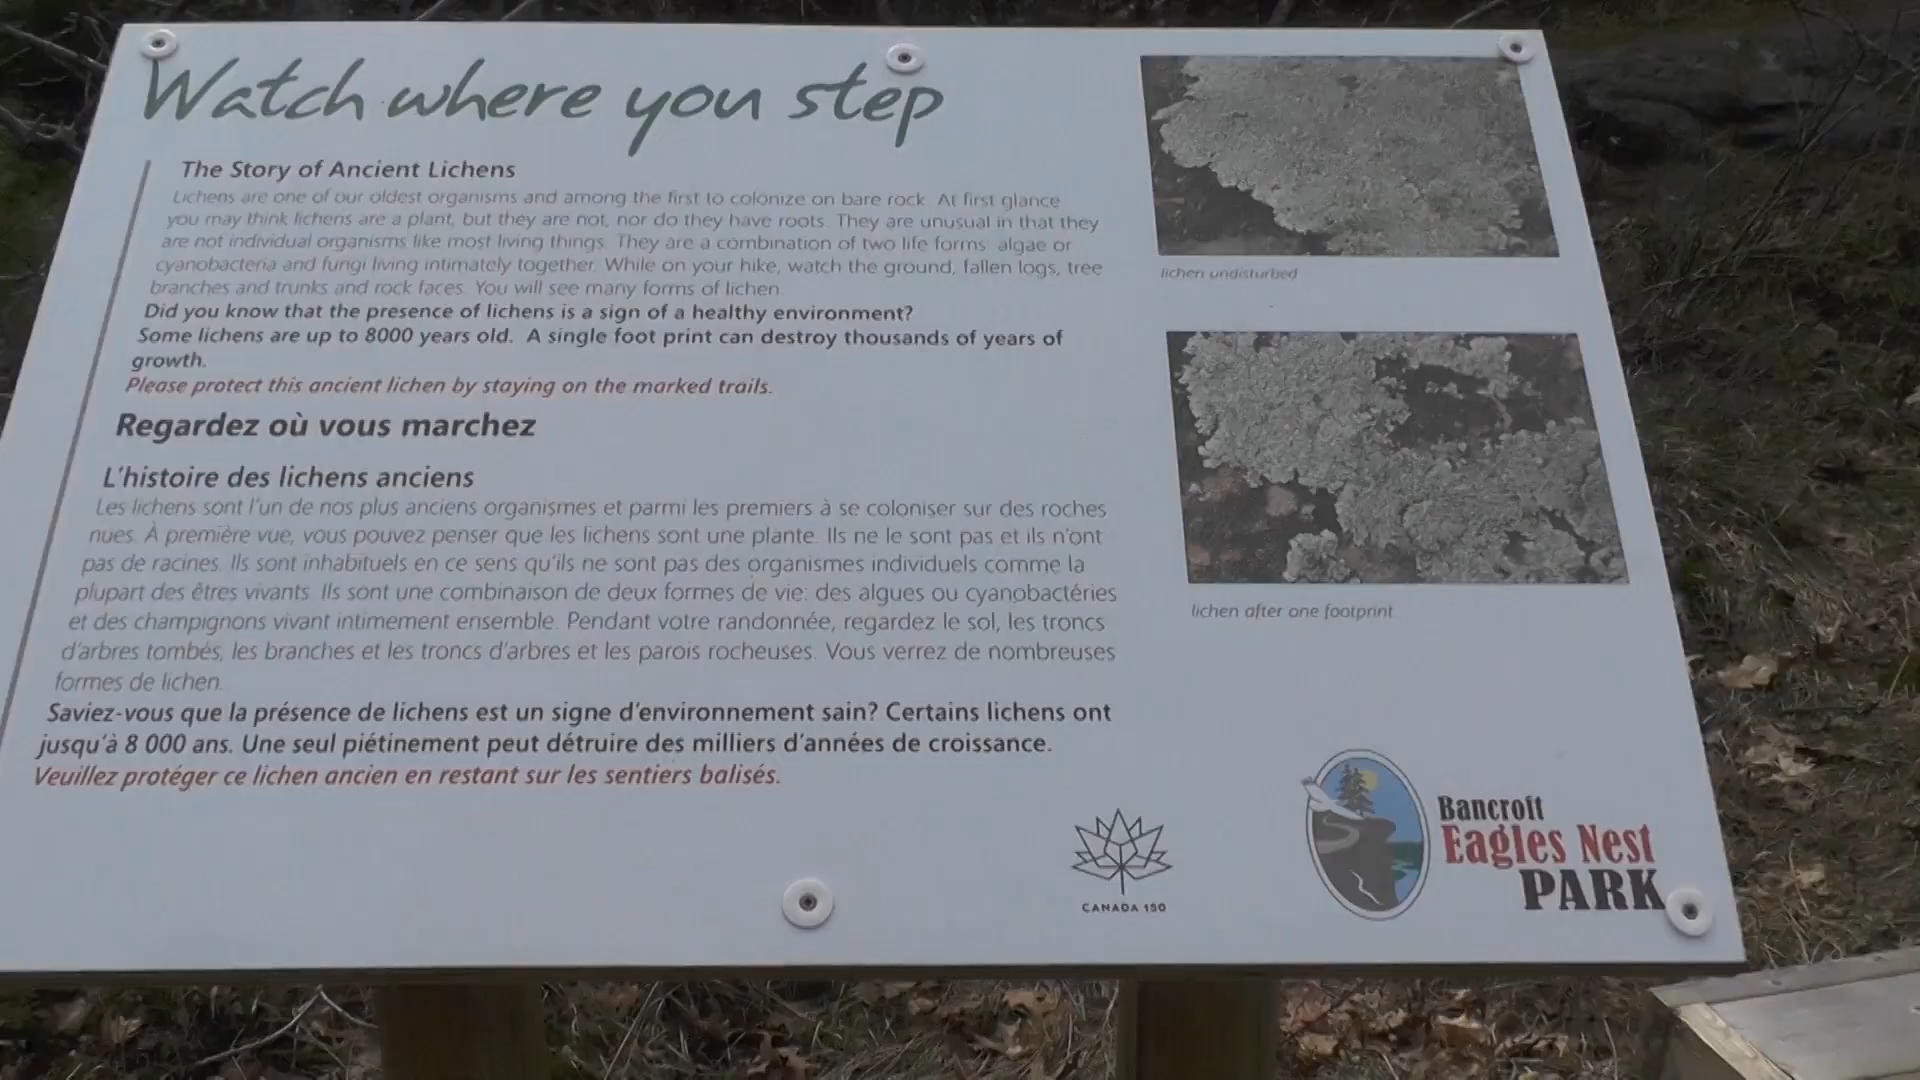 Watch where you step
The Story of Ancient Lichens
Lichens are one of our oldest organisms and among the first to colonize on bare rock. At first glance
you may think lichens are a plant, but they are not, nor do they have roots. They are unusual in that they
are not individual organisms like most living things. They are a combination of two life forms: algae or
cyanobacteria and fungi living intimately together. While on your hike, watch the ground, fallen logs, tree
branches and trunks and rock faces. You will see many forms of lichen.
Did you know that the presence of lichens is a sign of a healthy environment?
Some lichens are up to 8000 years old. A single foot print can destroy thousands of years of
growth.
Please protect this ancient lichen by staying on the marked trails.
Regardez où vous marchez
L'histoire des lichens anciens
Les lichens sont l'un de nos plus anciens organismes et parmi les premiers à se coloniser sur des roches
nues. À première vue, vous pouvez penser que les lichens sont une plante. Ils ne le sont pas et ils n'ont
pas de racines. Ils sont inhabituels en ce sens qu'ils ne sont pas des organismes individuels comme la
plupart des êtres vivants. Ils sont une combinaison de deux formes de vie: des algues ou cyanobactéries
et des champignons vivant intimement ensemble. Pendant votre randonnée, regardez le sol, les troncs
d'arbres tombés, les branches et les troncs d'arbres et les parois rocheuses. Vous verrez de nombreuses
formes de lichen.
Saviez-vous que la présence de lichens est un signe d'environnement sain? Certains lichens ont
jusqu'à 8 000 ans. Une seul piétinement peut détruire des milliers d'années de croissance.
Veuillez protéger ce lichen ancien en restant sur les sentiers balisés.
lichen undisturbed
lichen after one footprint
CANADA 150
Bancroft
Eagles Nest
PARK